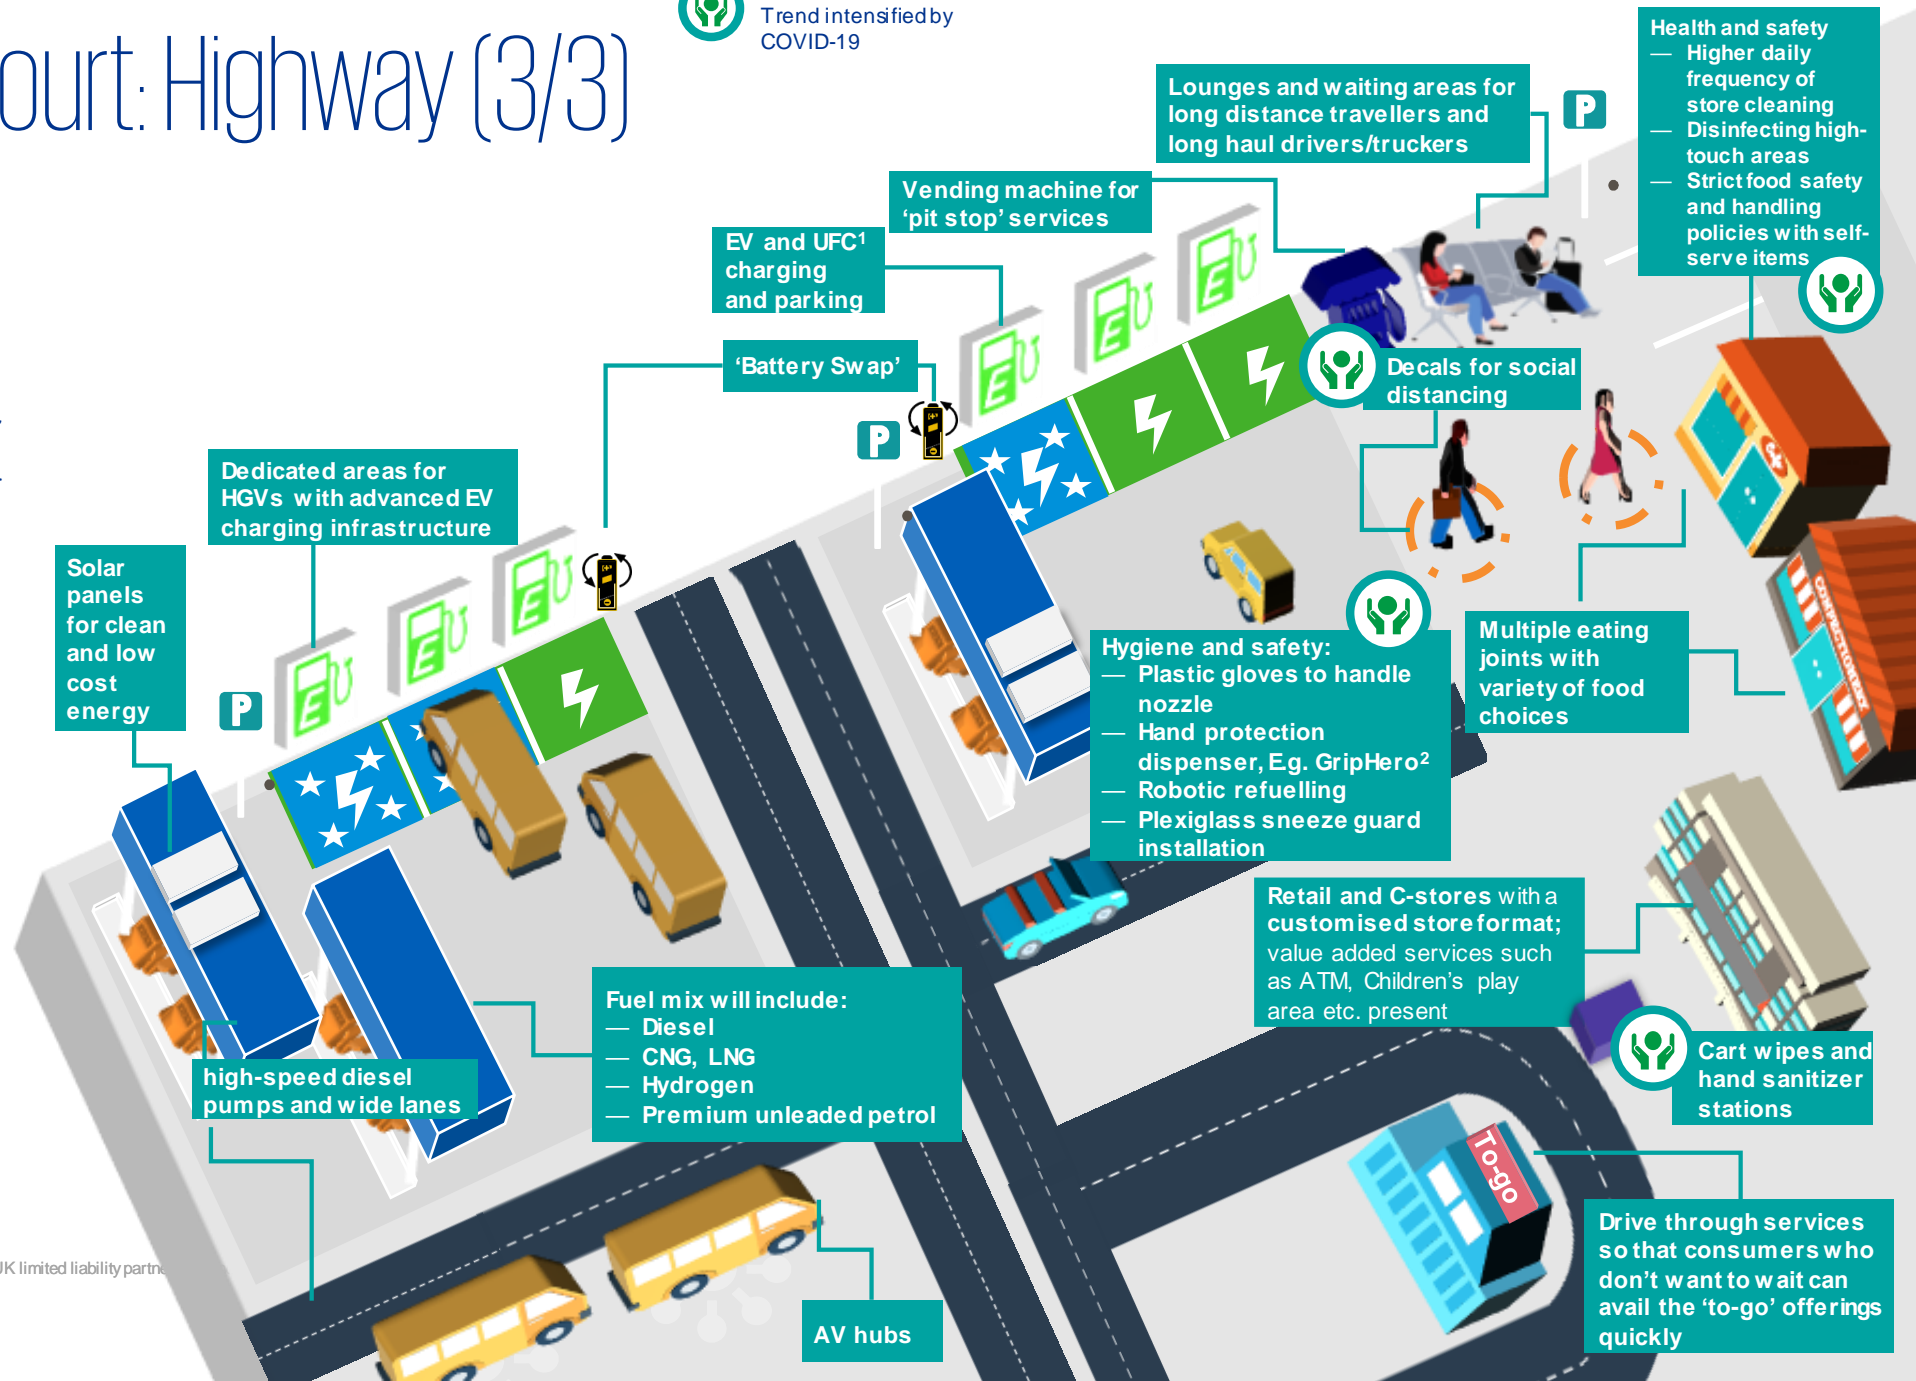 ourt: Highway (3/3)
Trend intensified by
COVID-19
Health and safety
— Higher daily
frequency of
store cleaning
— Disinfecting high-
touch areas
— Strict food safety
and handling
policies with self-
serve items
Lounges and waiting areas for
long distance travellers and
long haul drivers/truckers
P
Vending machine for
‘pit stop’ services
EV and UFC¹
charging
and parking
‘Battery Swap’
Decals for social
distancing
P
Dedicated areas for
HGVs with advanced EV
charging infrastructure
Solar
panels
for clean
and low
cost
energy
E
E
E
E
E
E
P
CONFECTIONERY
Hygiene and safety:
— Plastic gloves to handle
nozzle
— Hand protection
dispenser, E.g. GripHero²
— Robotic refuelling
— Plexiglass sneeze guard
installation
Multiple eating
joints with
variety of food
choices
Retail and C-stores with a
customised store format;
value added services such
as ATM, Children’s play
area etc. present
Fuel mix will include:
— Diesel
— CNG, LNG
— Hydrogen
— Premium unleaded petrol
high-speed diesel
pumps and wide lanes
Cart wipes and
hand sanitizer
stations
To-go
Drive through services
so that consumers who
don’t want to wait can
avail the ‘to-go’ offerings
quickly
AV hubs
UK limited liability partne